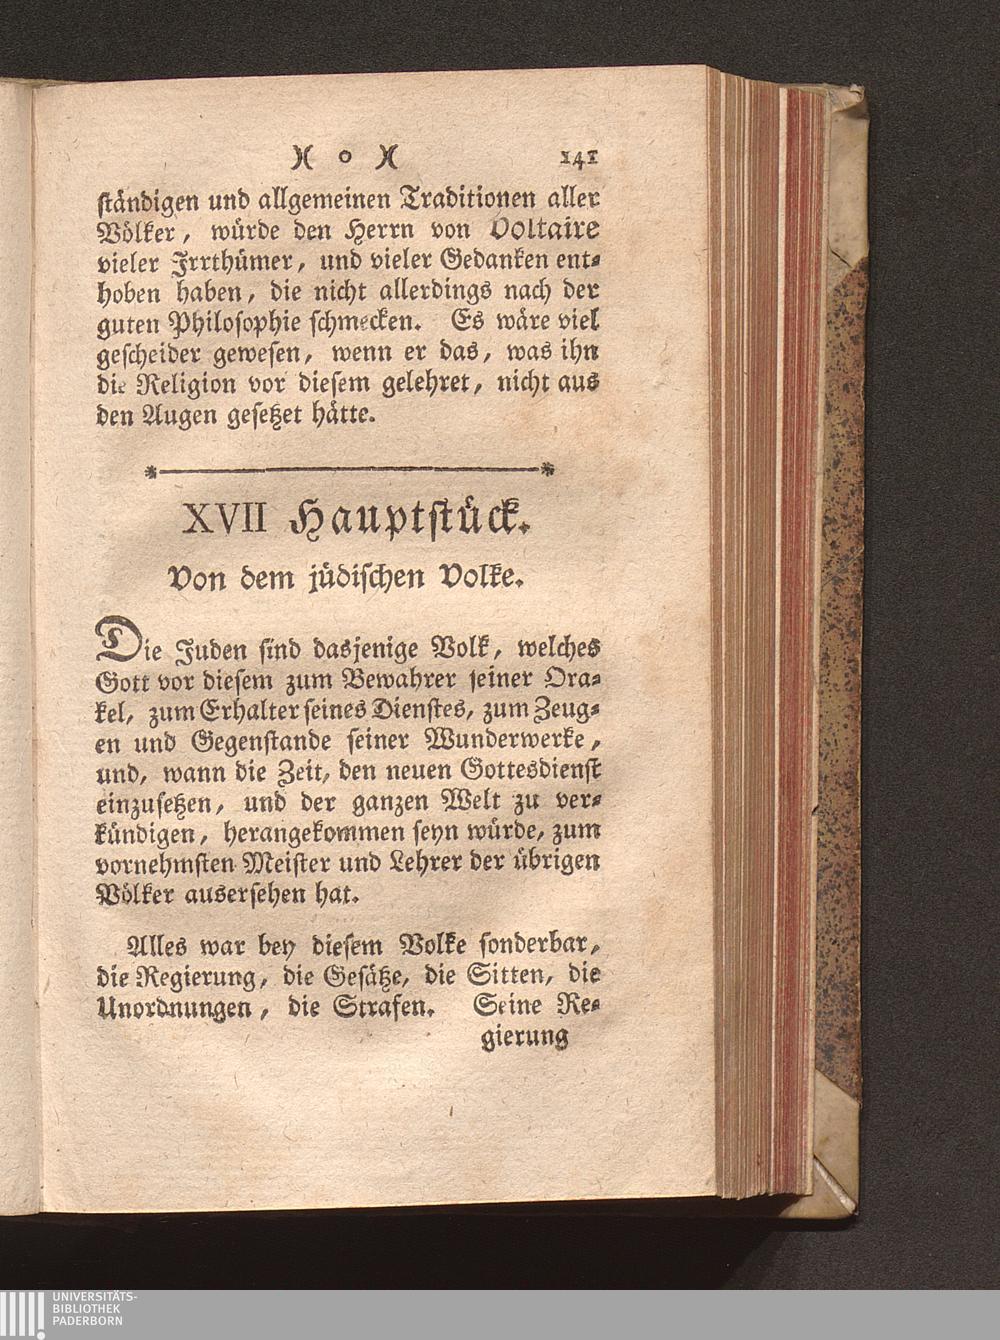 )( o )( 141
ständigen und allgemeinen Traditionen aller
Völker, würde den Herrn von Voltaire
vieler Irrthümer, und vieler Gedanken ent-
hoben haben, die nicht allerdings nach der
guten Philosophie schmecken. Es wäre viel
gescheider gewesen, wenn er das, was ihn
die Religion vor diesem gelehret, nicht aus
den Augen gesetzet hätte.
XVII Hauptstück.
Von dem jüdischen Volke.
Die Juden sind dasjenige Volk, welches
Gott vor diesem zum Bewahrer seiner Ora-
kel, zum Erhalter seines Dienstes, zum Zeug-
en und Gegenstande seiner Wunderwerke,
und, wann die Zeit, den neuen Gottesdienst
einzusetzen, und der ganzen Welt zu ver-
kündigen, herangekommen seyn würde, zum
vornehmsten Meister und Lehrer der übrigen
Völker ausersehen hat.
Alles war bey diesem Volke sonderbar,
die Regierung, die Gesätze, die Sitten, die
Unordnungen, die Strafen. Seine Re-
gierung
UNIVERSITÄTS-
BIBLIOTHEK
PADERBORN